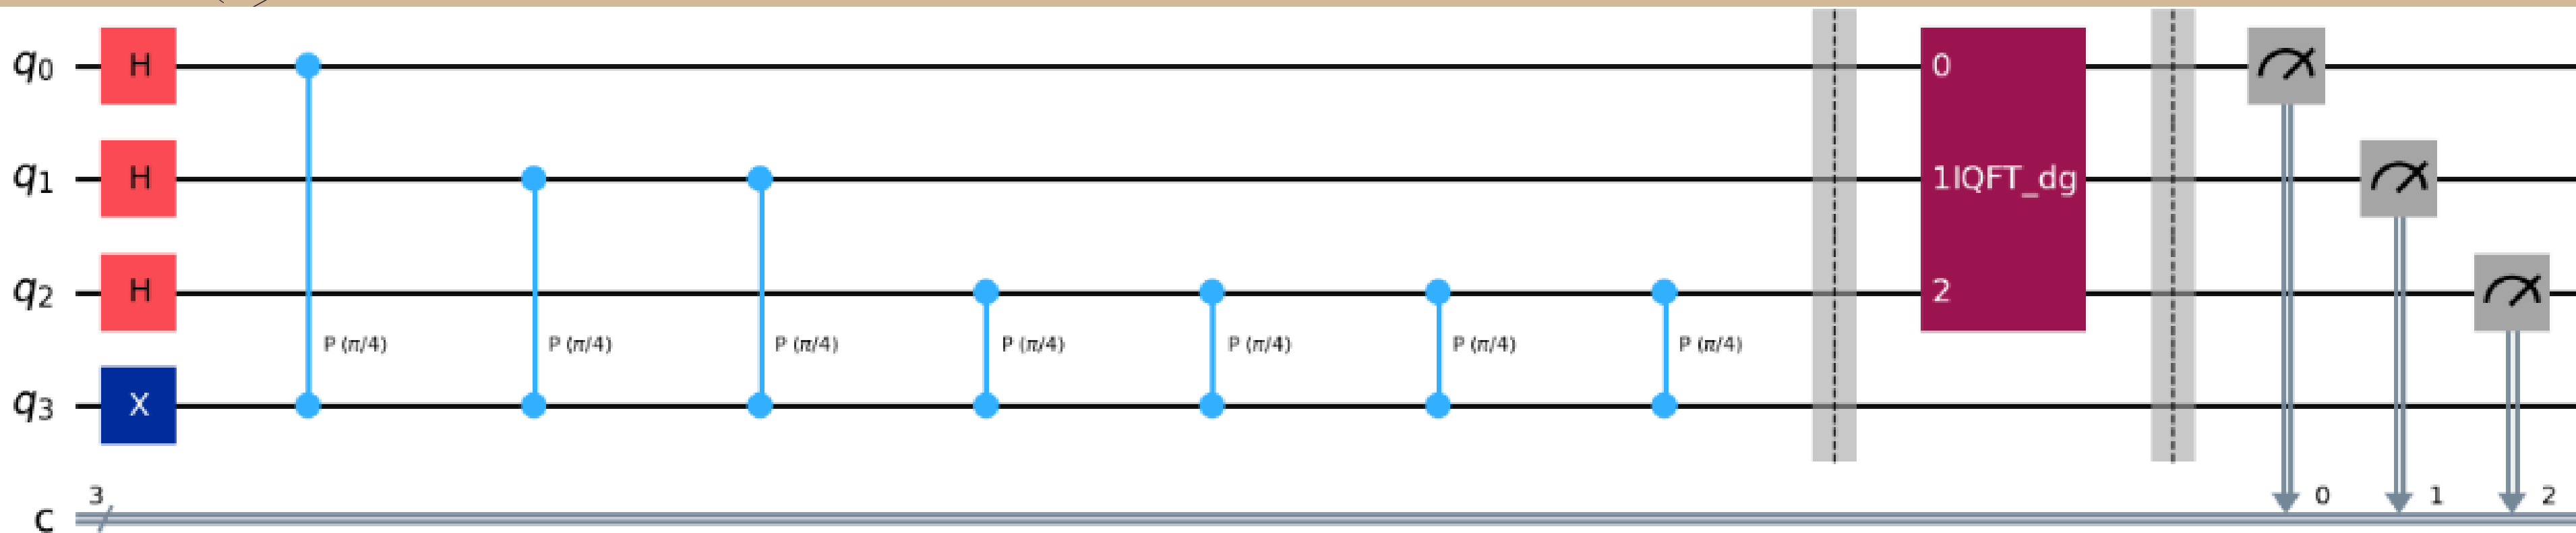 q0 H 0
q1 H 1IQFT_dg
q2 H 2
P (π/4) P (π/4) P (π/4) P (π/4) P (π/4) P (π/4) P (π/4)
q3 X
3 0 1 2
c